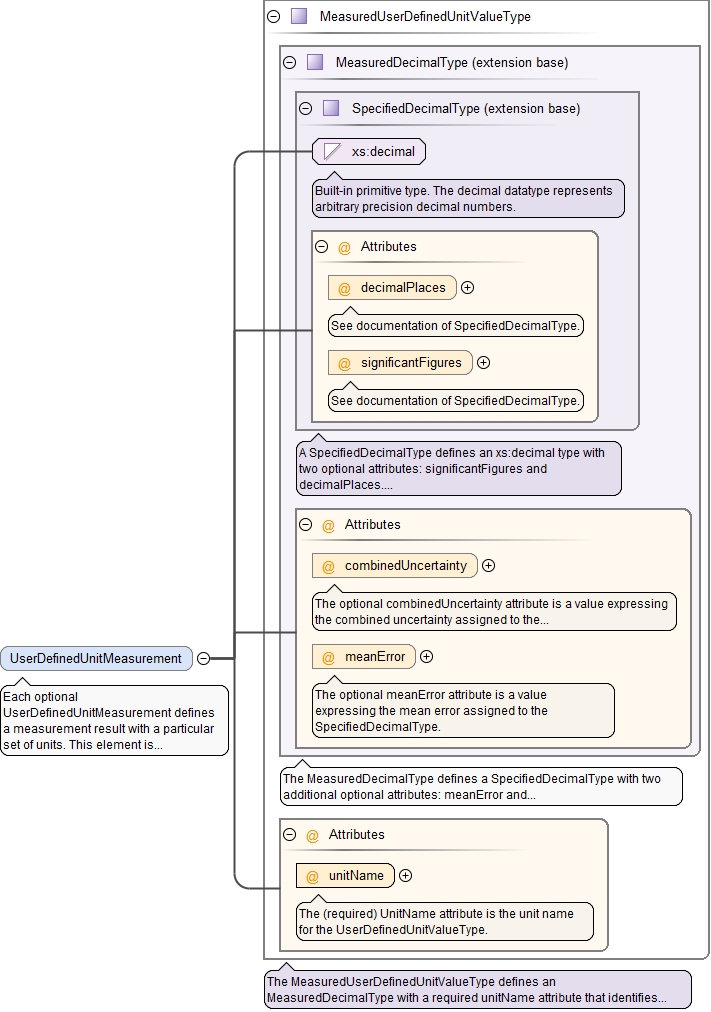 MeasuredUserDefinedUnitValueType
MeasuredDecimalType (extension base)
SpecifiedDecimalType (extension base)
xs:decimal
Built-in primitive type. The decimal datatype represents
arbitrary precision decimal numbers.
@ Attributes
@ decimalPlaces
See documentation of SpecifiedDecimalType.
@ significantFigures
See documentation of SpecifiedDecimalType.
A SpecifiedDecimalType defines an xs:decimal type with
two optional attributes: significantFigures and
decimalPlaces....
@ Attributes
@ combinedUncertainty
The optional combinedUncertainty attribute is a value expressing
the combined uncertainty assigned to the...
@ meanError
The optional meanError attribute is a value
expressing the mean error assigned to the
SpecifiedDecimalType.
UserDefinedUnitMeasurement
Each optional
UserDefinedUnitMeasurement defines
a measurement result with a particular
set of units. This element is...
The MeasuredDecimalType defines a SpecifiedDecimalType with two
additional optional attributes: meanError and...
@ Attributes
@ unitName
The (required) UnitName attribute is the unit name
for the UserDefinedUnitValueType.
The MeasuredUserDefinedUnitValueType defines an
MeasuredDecimalType with a required unitName attribute that identifies...